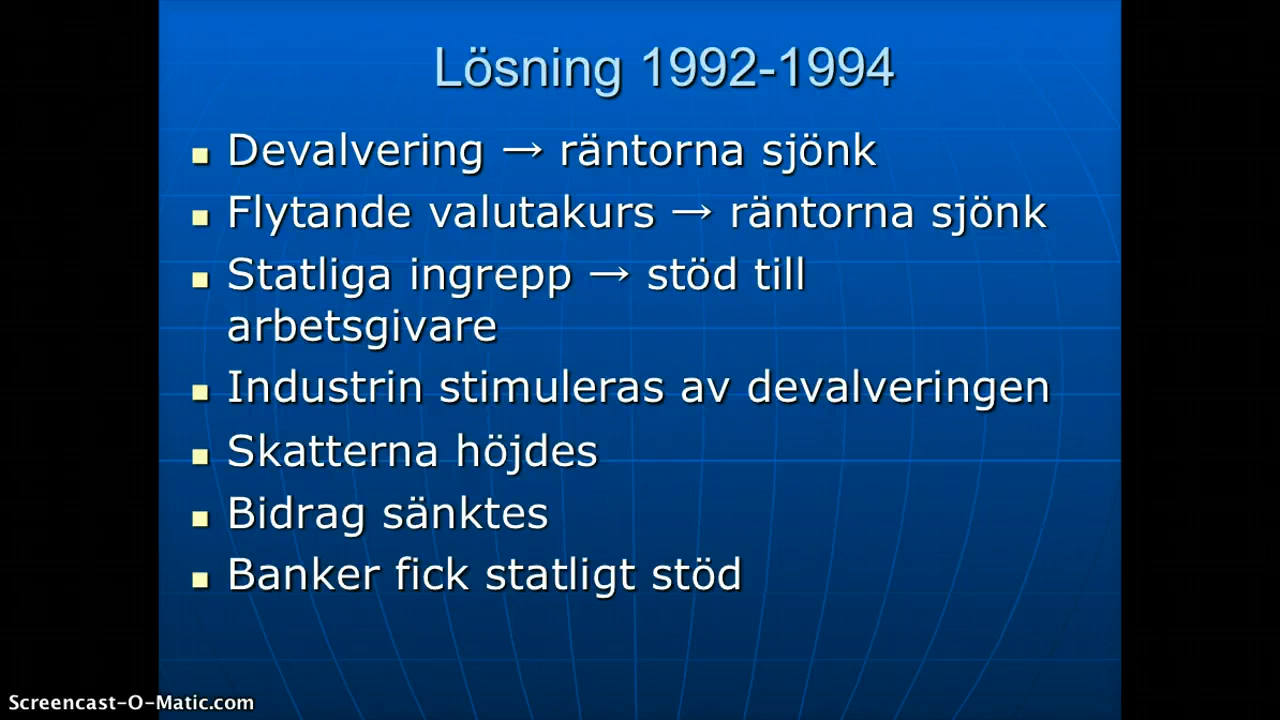 Lösning 1992-1994
Devalvering → räntorna sjönk
Flytande valutakurs → räntorna sjönk
Statliga ingrepp → stöd till
arbetsgivare
Industrin stimuleras av devalveringen
Skatterna höjdes
Bidrag sänktes
Banker fick statligt stöd
Screencast-O-Matic.com